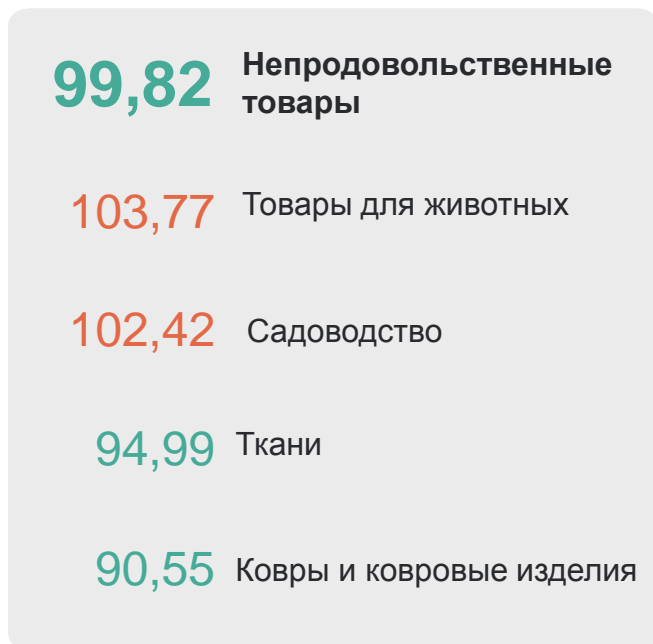 99,82 Непродовольственные
товары
103,77 Товары для животных
102,42 Садоводство
94,99 Ткани
90,55 Ковры и ковровые изделия